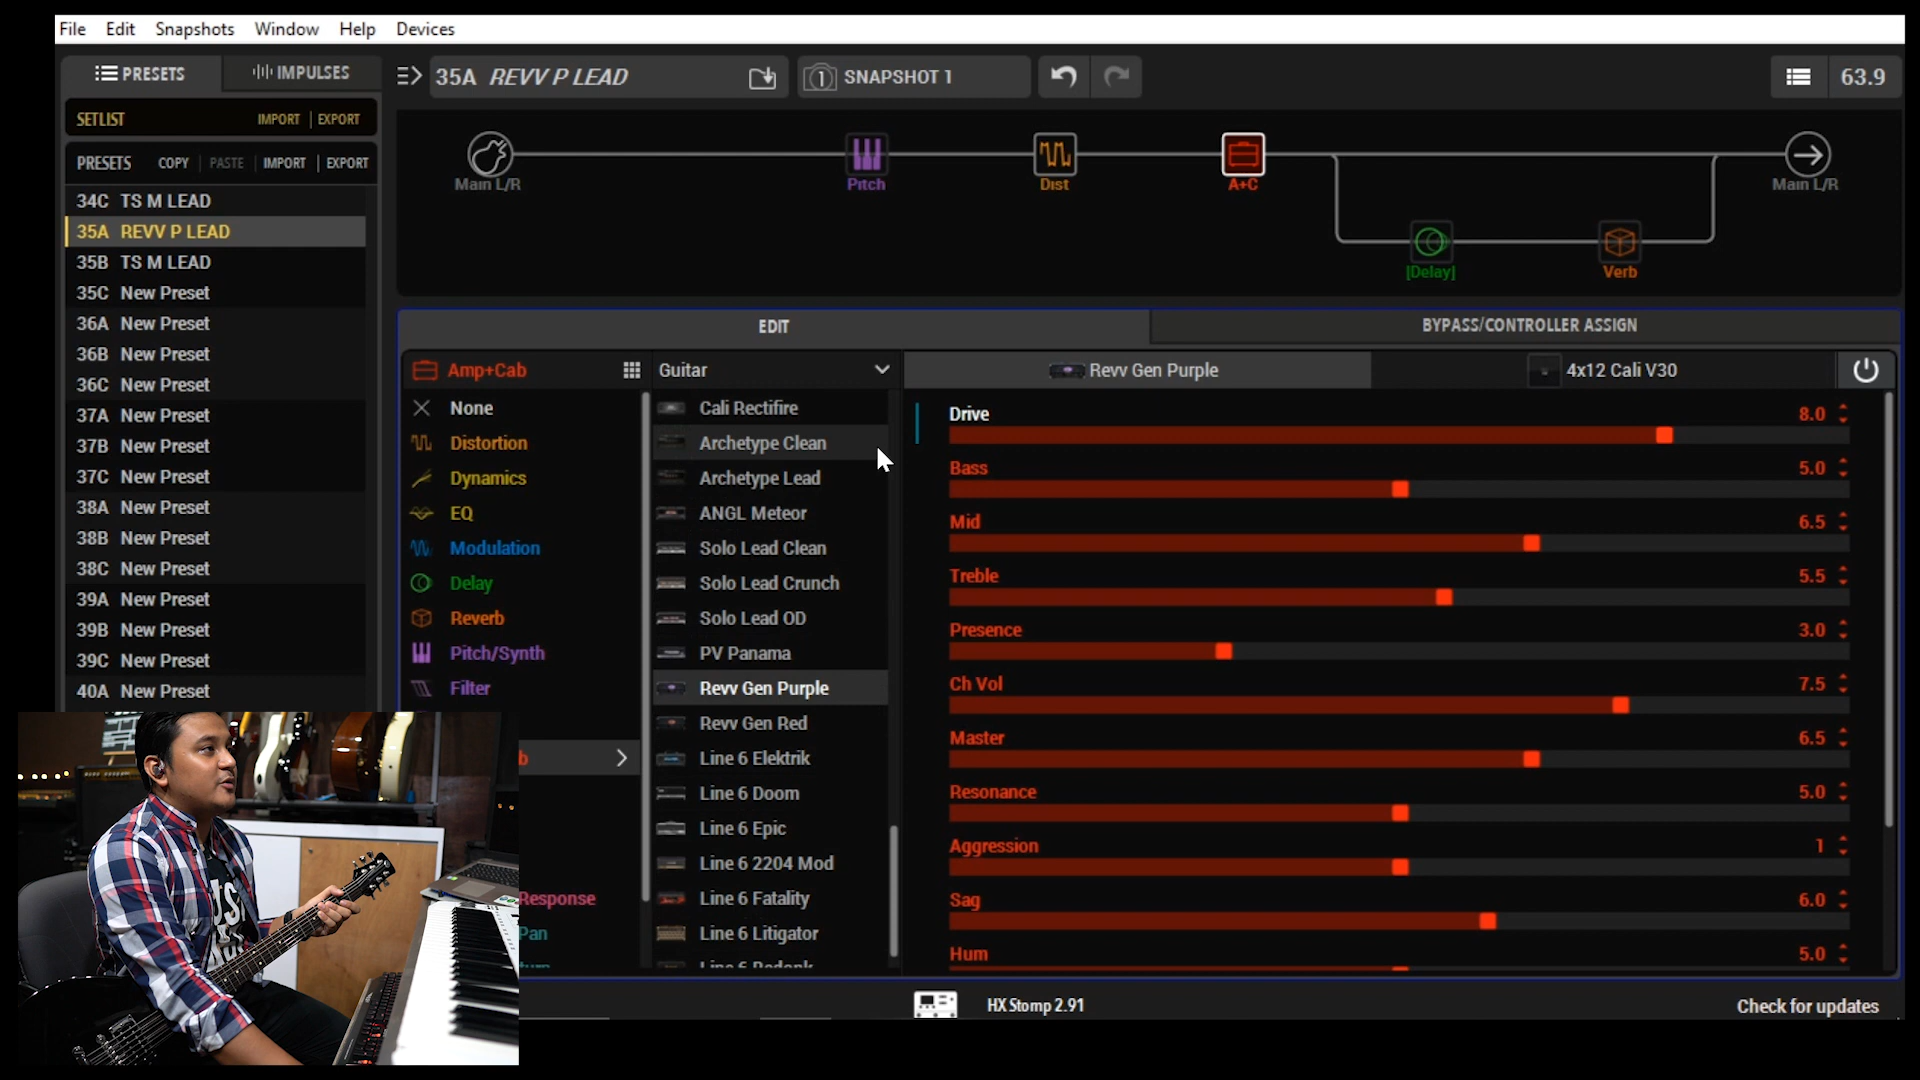 File Edit Snapshots Window Help Devices
PRESETS IMPULSES
35A REVV P LEAD
1 SNAPSHOT 1
63.9
SETLIST IMPORT | EXPORT
PRESETS COPY | PASTE | IMPORT | EXPORT
34C TS M LEAD
35A REVV P LEAD
35B TS M LEAD
35C New Preset
36A New Preset
36B New Preset
36C New Preset
37A New Preset
37B New Preset
37C New Preset
38A New Preset
38B New Preset
38C New Preset
39A New Preset
39B New Preset
39C New Preset
40A New Preset
Main L/R
Pitch
Dist
A+C
Main L/R
[Delay]
Verb
EDIT
BYPASS/CONTROLLER ASSIGN
Amp+Cab
None
Distortion
Dynamics
EQ
Modulation
Delay
Reverb
Pitch/Synth
Filter
b
Response
Pan
Guitar
Cali Rectifire
Archetype Clean
Archetype Lead
ANGL Meteor
Solo Lead Clean
Solo Lead Crunch
Solo Lead OD
PV Panama
Revv Gen Purple
Revv Gen Red
Line 6 Elektrik
Line 6 Doom
Line 6 Epic
Line 6 2204 Mod
Line 6 Fatality
Line 6 Litigator
Revv Gen Purple
4x12 Cali V30
Drive 8.0
Bass 5.0
Mid 6.5
Treble 5.5
Presence 3.0
Ch Vol 7.5
Master 6.5
Resonance 5.0
Aggression 1
Sag 6.0
Hum 5.0
HX Stomp 2.91
Check for updates